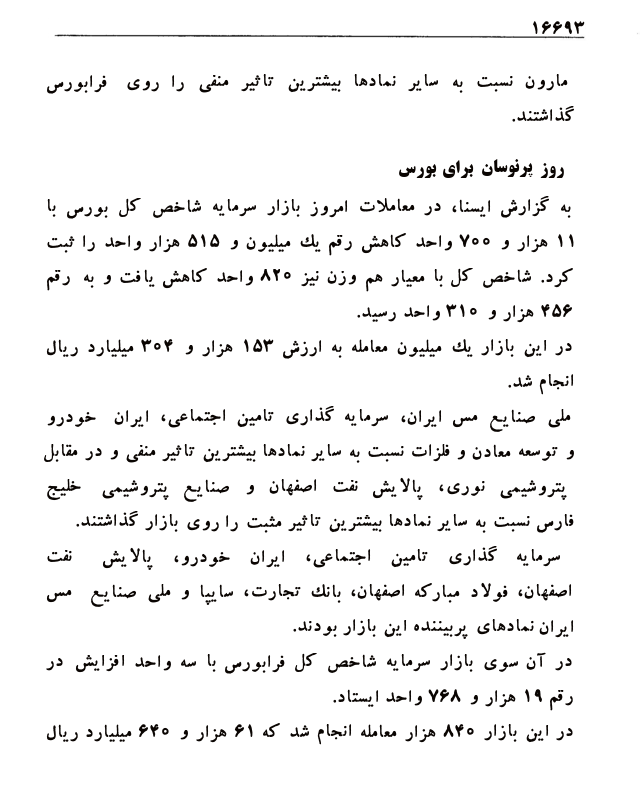 ۱۶۶۹۳
مارون نسبت به سایر نمادها بیشترین تاثیر منفی را روی فرابورس
گذاشتند.
روز پرنوسان برای بورس
به گزارش ایسنا، در معاملات امروز بازار سرمایه شاخص کل بورس با
۱۱ هزار و ۷۰۰ واحد کاهش رقم یك میلیون و ۵۱۵ هزار واحد را ثبت
کرد. شاخص کل با معیار هم وزن نیز ۸۲۰ واحد کاهش یافت و به رقم
۴۵۶ هزار و ۳۱۰ واحد رسید.
در این بازار یك میلیون معامله به ارزش ۱۵۳ هزار و ۳۰۴ میلیارد ریال
انجام شد.
ملی صنایع مس ایران، سرمایه گذاری تامین اجتماعی، ایران خودرو
و توسعه معادن و فلزات نسبت به سایر نمادها بیشترین تاثیر منفی و در مقابل
پتروشیمی نوری، پالایش نفت اصفهان و صنایع پتروشیمی خلیج
فارس نسبت به سایر نمادها بیشترین تاثیر مثبت را روی بازار گذاشتند.
سرمایه گذاری تامین اجتماعی، ایران خودرو، پالایش نفت
اصفهان، فولاد مبارکه اصفهان، بانك تجارت، سایپا و ملی صنایع مس
ایران نمادهای پربیننده این بازار بودند.
در آن سوی بازار سرمایه شاخص کل فرابورس با سه واحد افزایش در
رقم ۱۹ هزار و ۷۶۸ واحد ایستاد.
در این بازار ۸۴۰ هزار معامله انجام شد که ۶۱ هزار و ۶۴۰ میلیارد ریال